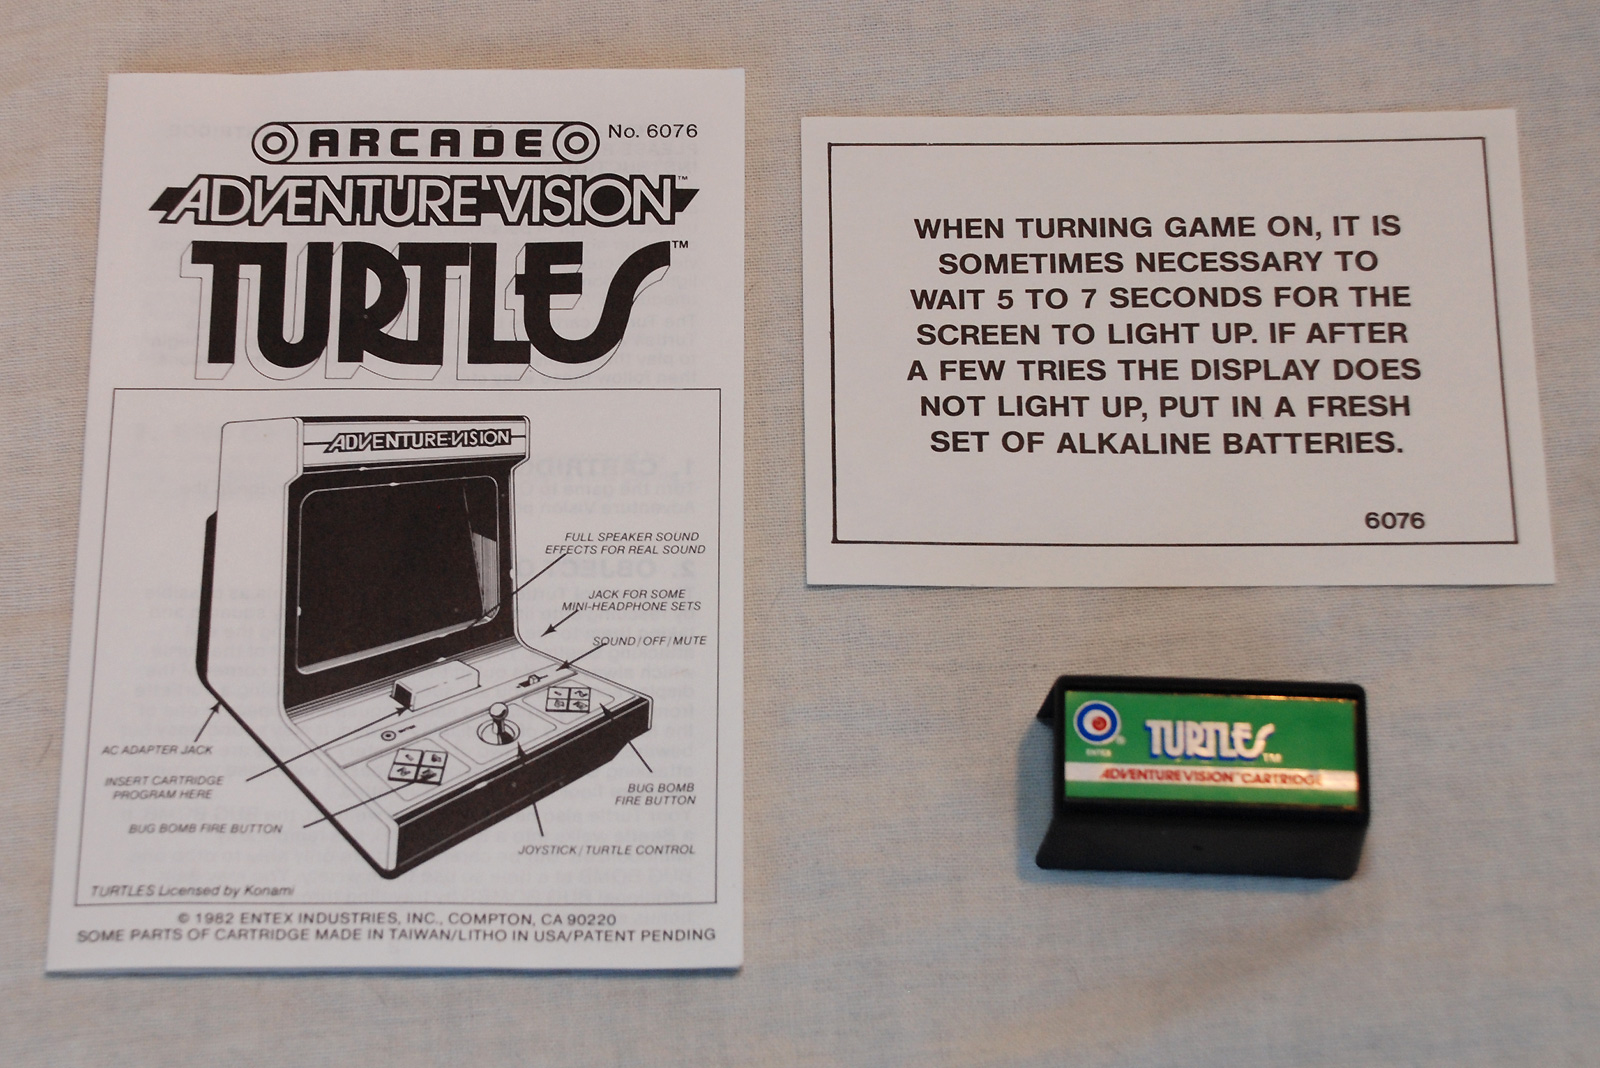 ARCADE
No. 6076
ADVENTURE VISION™
TURTLES™
ADVENTURE VISION
FULL SPEAKER SOUND
EFFECTS FOR REAL SOUND
JACK FOR SOME
MINI-HEADPHONE SETS
SOUND/OFF/MUTE
AC ADAPTER JACK
INSERT CARTRIDGE
PROGRAM HERE
BUG BOMB FIRE BUTTON
BUG BOMB
FIRE BUTTON
JOYSTICK/TURTLE CONTROL
TURTLES Licensed by Konami
© 1982 ENTEX INDUSTRIES, INC., COMPTON, CA 90220
SOME PARTS OF CARTRIDGE MADE IN TAIWAN/LITHO IN USA/PATENT PENDING
WHEN TURNING GAME ON, IT IS
SOMETIMES NECESSARY TO
WAIT 5 TO 7 SECONDS FOR THE
SCREEN TO LIGHT UP. IF AFTER
A FEW TRIES THE DISPLAY DOES
NOT LIGHT UP, PUT IN A FRESH
SET OF ALKALINE BATTERIES.
6076
ENTEX
TURTLES™
ADVENTURE VISION™ CARTRIDGE